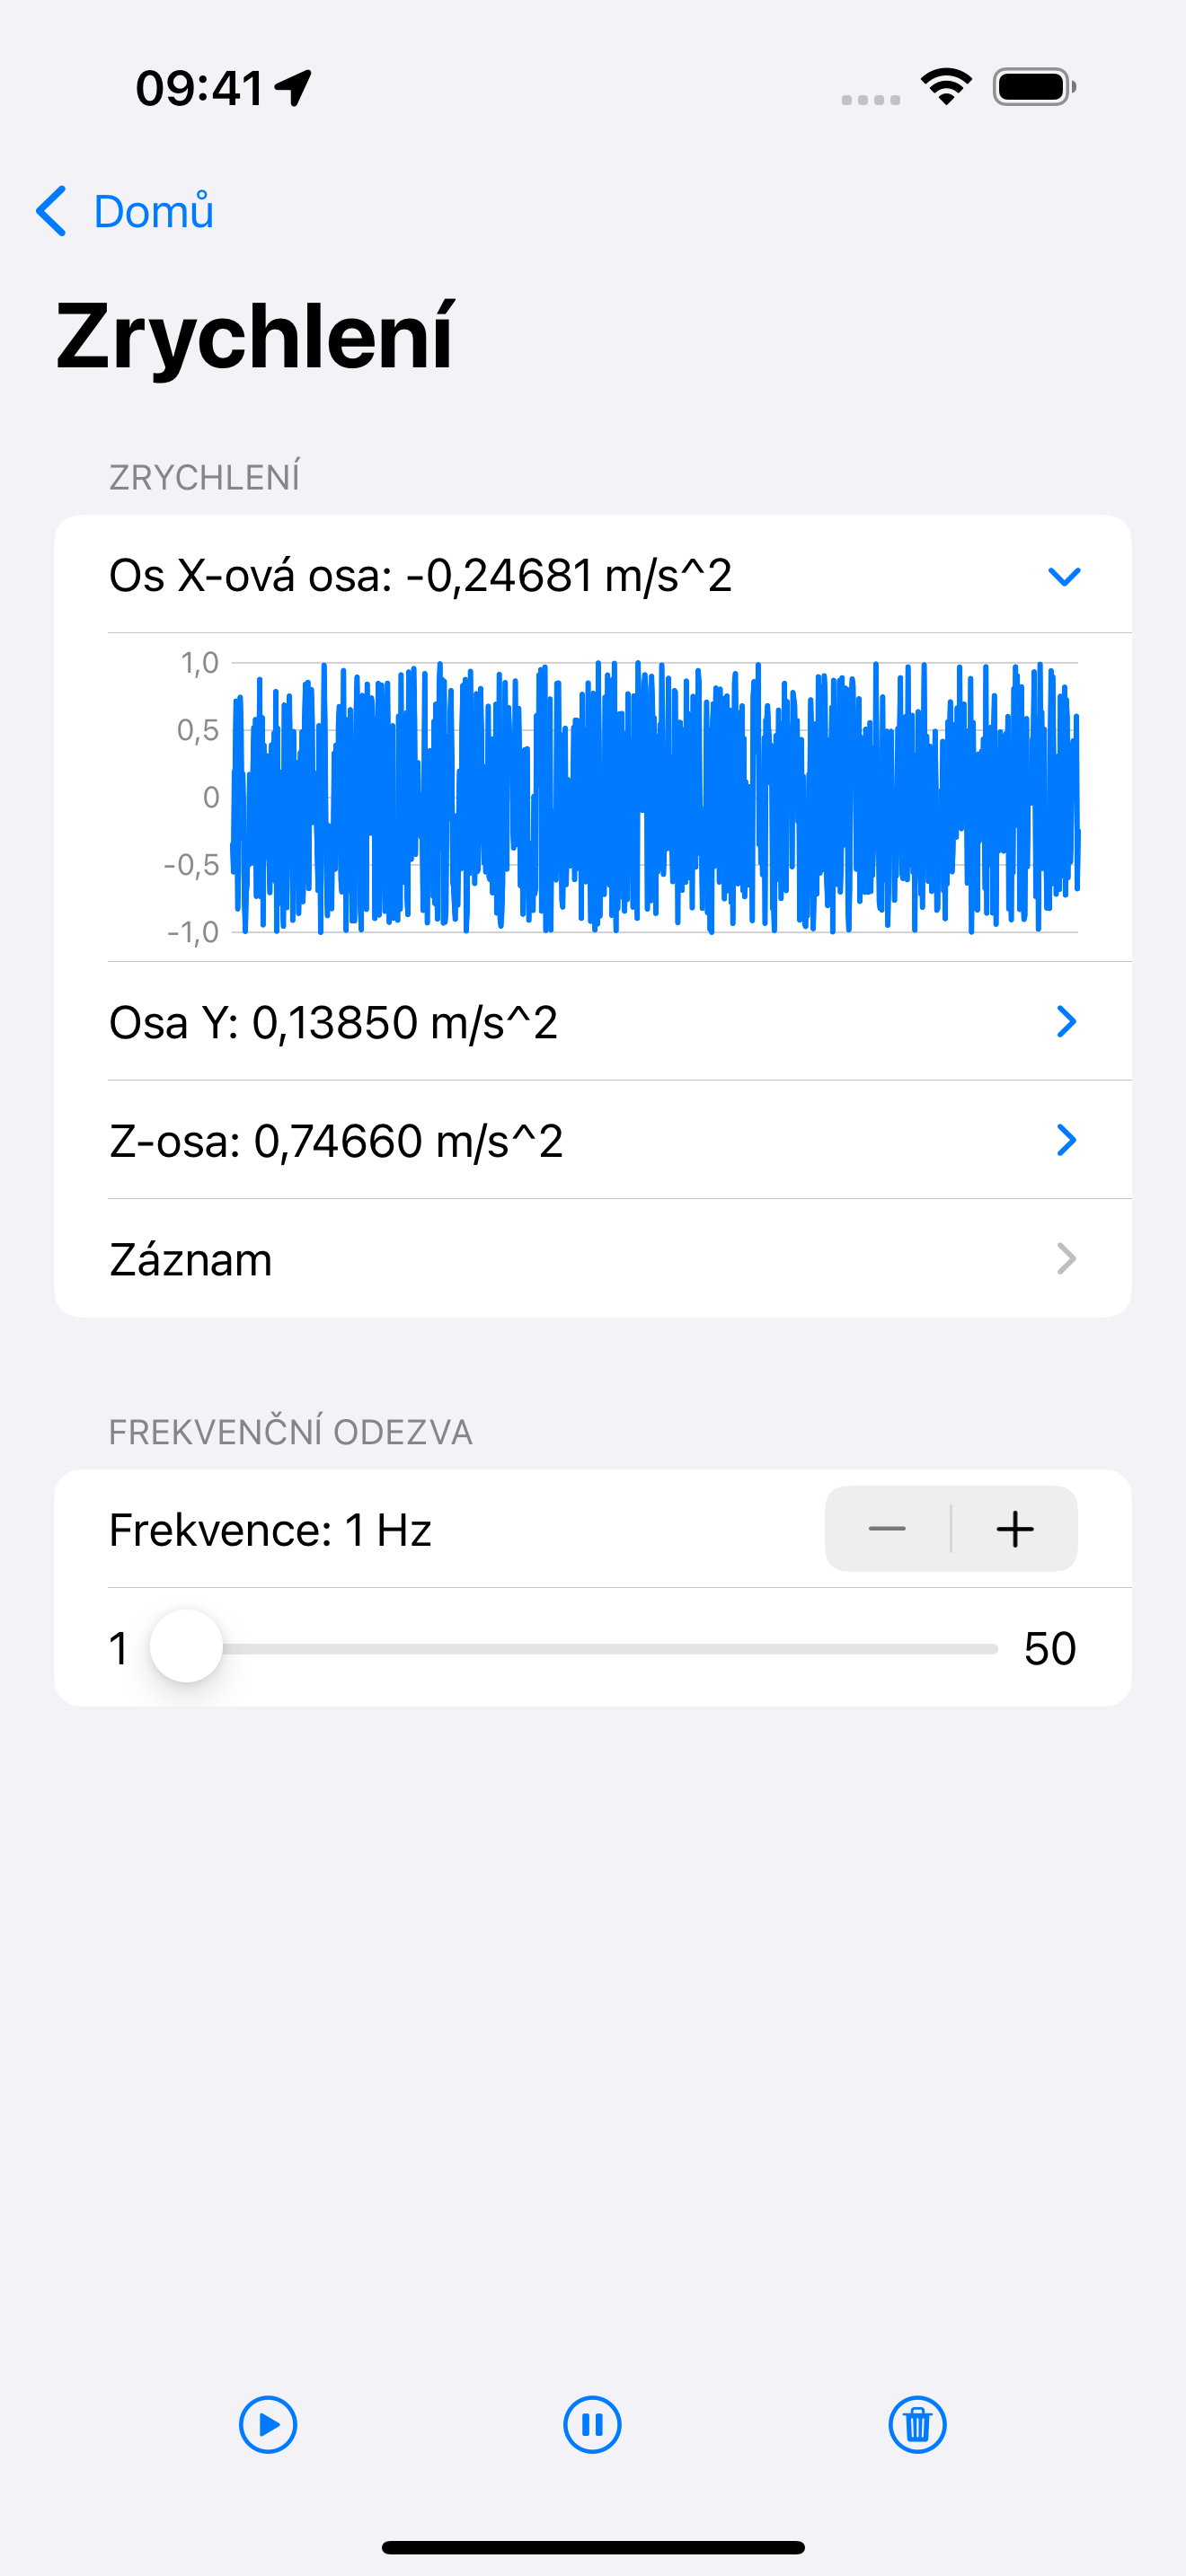 09:41
Domů
Zrychlení
ZRYCHLENÍ
Os X-ová osa: -0,24681 m/s^2
1,0
0,5
0
-0,5
-1,0
Osa Y: 0,13850 m/s^2
Z-osa: 0,74660 m/s^2
Záznam
FREKVENČNÍ ODEZVA
Frekvence: 1 Hz
1 50